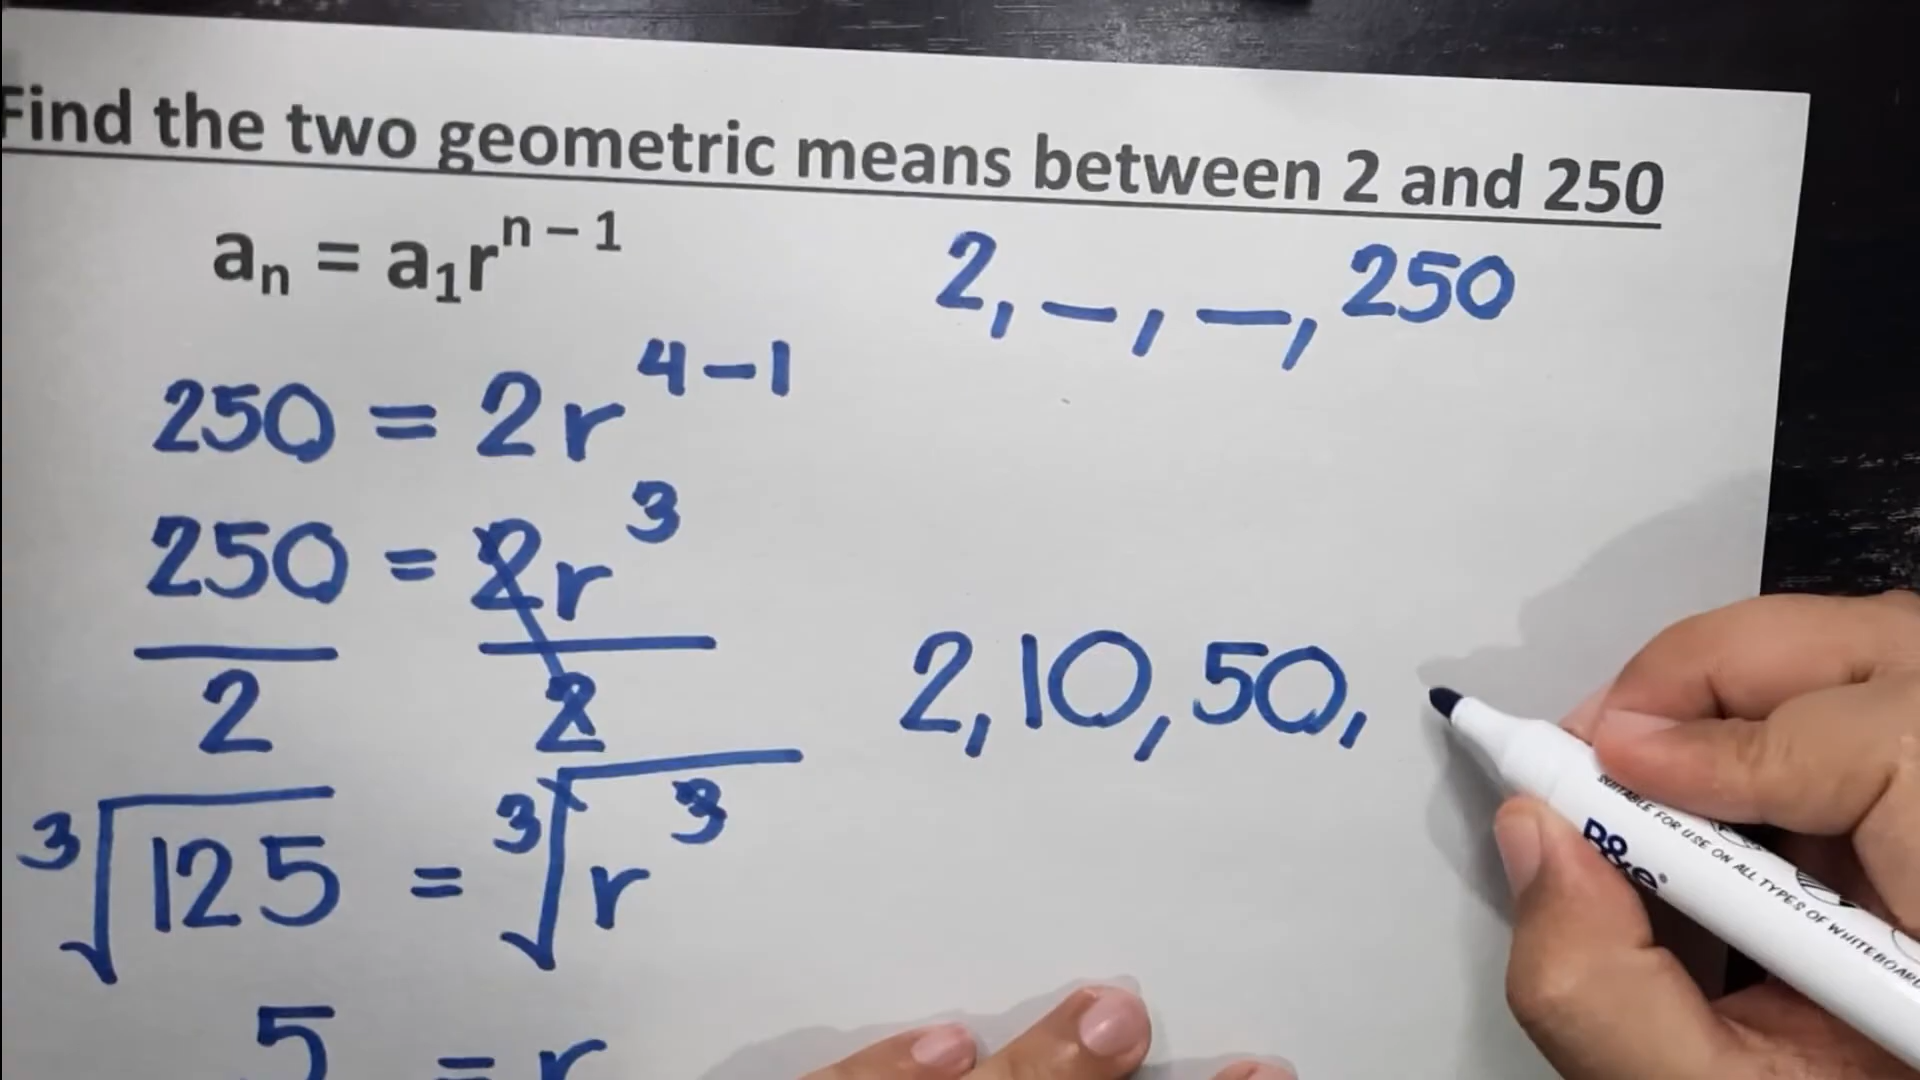 Find the two geometric means between 2 and 250
aₙ = a₁rⁿ⁻¹
2, _, _, 250
250 = 2r⁴⁻¹
250 = 2r³
2 2
2, 10, 50,
³√125 = ³√r³
5 = r
SUITABLE FOR USE ON ALL TYPES OF WHITEBOARD